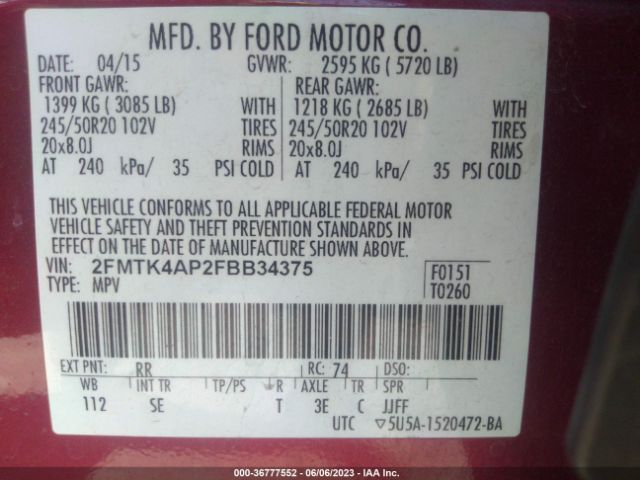 MFD. BY FORD MOTOR CO.
DATE: 04/15 GVWR: 2595 KG ( 5720 LB)
FRONT GAWR: REAR GAWR:
1399 KG ( 3085 LB) WITH 1218 KG ( 2685 LB) WITH
245/50R20 102V TIRES 245/50R20 102V TIRES
20x8.0J RIMS 20x8.0J RIMS
AT 240 kPa/ 35 PSI COLD AT 240 kPa/ 35 PSI COLD
THIS VEHICLE CONFORMS TO ALL APPLICABLE FEDERAL MOTOR
VEHICLE SAFETY AND THEFT PREVENTION STANDARDS IN
EFFECT ON THE DATE OF MANUFACTURE SHOWN ABOVE.
VIN: 2FMTK4AP2FBB34375 F0151
TYPE: MPV T0260
EXT PNT: RR RC: 74 DSO:
WB INT TR TP/PS R AXLE TR SPR
112 SE T 3E C JJFF
UTC ▽5U5A-1520472-BA
000-36777552 | 06/06/2023 | IAA Inc.